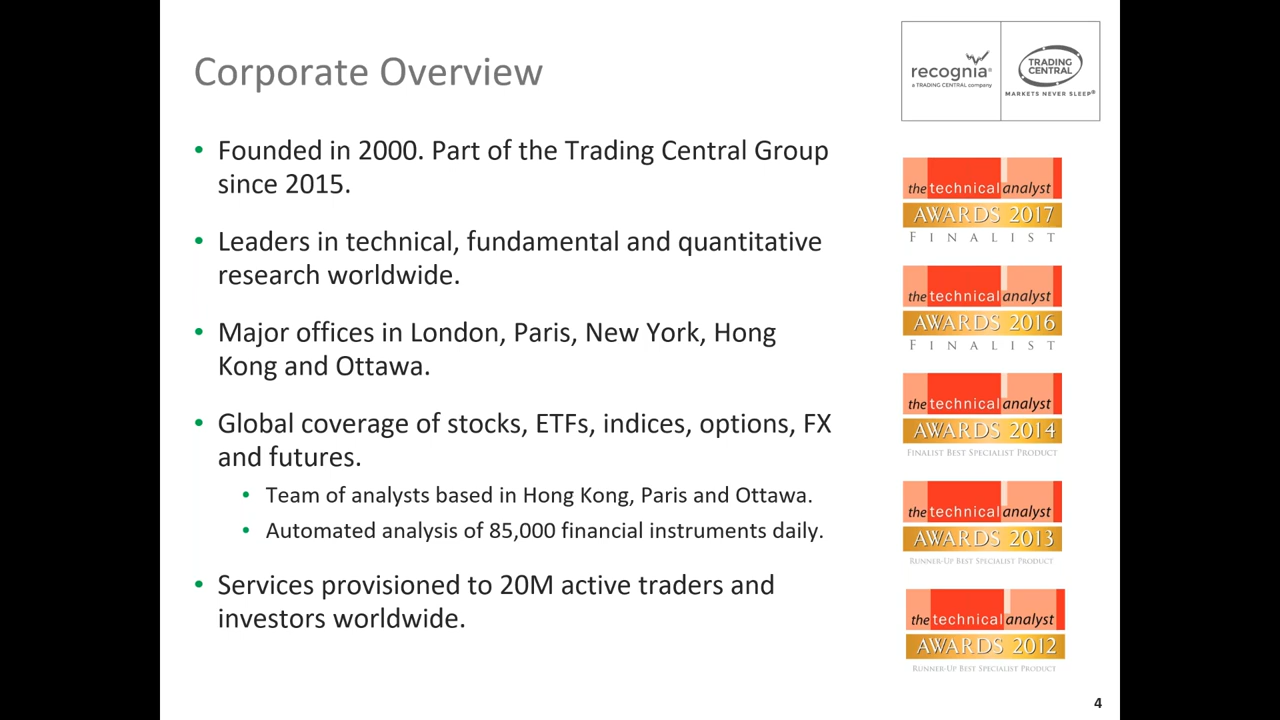 Corporate Overview
recognia®
a TRADING CENTRAL company
TRADING
CENTRAL
MARKETS NEVER SLEEP®
• Founded in 2000. Part of the Trading Central Group
since 2015.
• Leaders in technical, fundamental and quantitative
research worldwide.
• Major offices in London, Paris, New York, Hong
Kong and Ottawa.
• Global coverage of stocks, ETFs, indices, options, FX
and futures.
• Team of analysts based in Hong Kong, Paris and Ottawa.
• Automated analysis of 85,000 financial instruments daily.
• Services provisioned to 20M active traders and
investors worldwide.
the technical analyst
AWARDS 2017
FINALIST
the technical analyst
AWARDS 2016
FINALIST
the technical analyst
AWARDS 2014
FINALIST BEST SPECIALIST PRODUCT
the technical analyst
AWARDS 2013
RUNNER-UP BEST SPECIALIST PRODUCT
the technical analyst
AWARDS 2012
RUNNER-UP BEST SPECIALIST PRODUCT
4